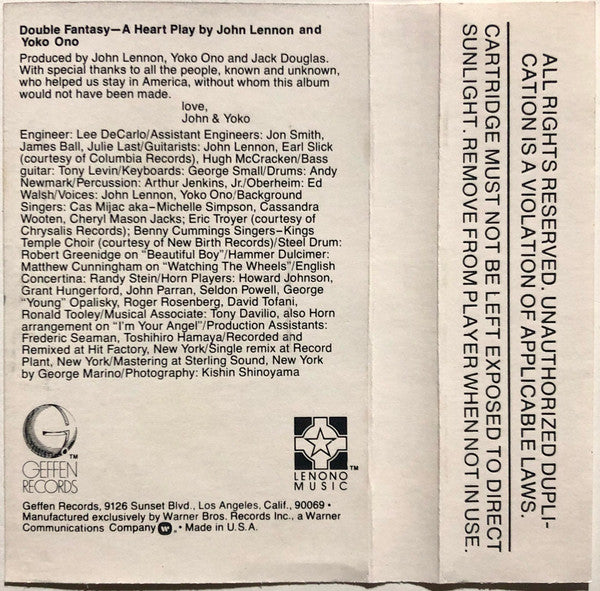 Double Fantasy—A Heart Play by John Lennon and
Yoko Ono
Produced by John Lennon, Yoko Ono and Jack Douglas.
With special thanks to all the people, known and unknown,
who helped us stay in America, without whom this album
would not have been made.
love,
John & Yoko
Engineer: Lee DeCarlo/Assistant Engineers: Jon Smith,
James Ball, Julie Last/Guitarists: John Lennon, Earl Slick
(courtesy of Columbia Records), Hugh McCracken/Bass
guitar: Tony Levin/Keyboards: George Small/Drums: Andy
Newmark/Percussion: Arthur Jenkins, Jr./Oberheim: Ed
Walsh/Voices: John Lennon, Yoko Ono/Background
Singers: Cas Mijac aka–Michelle Simpson, Cassandra
Wooten, Cheryl Mason Jacks; Eric Troyer (courtesy of
Chrysalis Records); Benny Cummings Singers–Kings
Temple Choir (courtesy of New Birth Records)/Steel Drum:
Robert Greenidge on “Beautiful Boy”/Hammer Dulcimer:
Matthew Cunningham on “Watching The Wheels”/English
Concertina: Randy Stein/Horn Players: Howard Johnson,
Grant Hungerford, John Parran, Seldon Powell, George
“Young” Opalisky, Roger Rosenberg, David Tofani,
Ronald Tooley/Musical Associate: Tony Davilio, also Horn
arrangement on “I'm Your Angel”/Production Assistants:
Frederic Seaman, Toshihiro Hamaya/Recorded and
Remixed at Hit Factory, New York/Single remix at Record
Plant, New York/Mastering at Sterling Sound, New York
by George Marino/Photography: Kishin Shinoyama
G TM
GEFFEN
RECORDS
TM
LENONO
MUSIC
Geffen Records, 9126 Sunset Blvd., Los Angeles, Calif., 90069 •
Manufactured exclusively by Warner Bros. Records Inc., a Warner
Communications Company W. • Made in U.S.A.
ALL RIGHTS RESERVED. UNAUTHORIZED DUPLI-
CATION IS A VIOLATION OF APPLICABLE LAWS.
CARTRIDGE MUST NOT BE LEFT EXPOSED TO DIRECT
SUNLIGHT. REMOVE FROM PLAYER WHEN NOT IN USE.